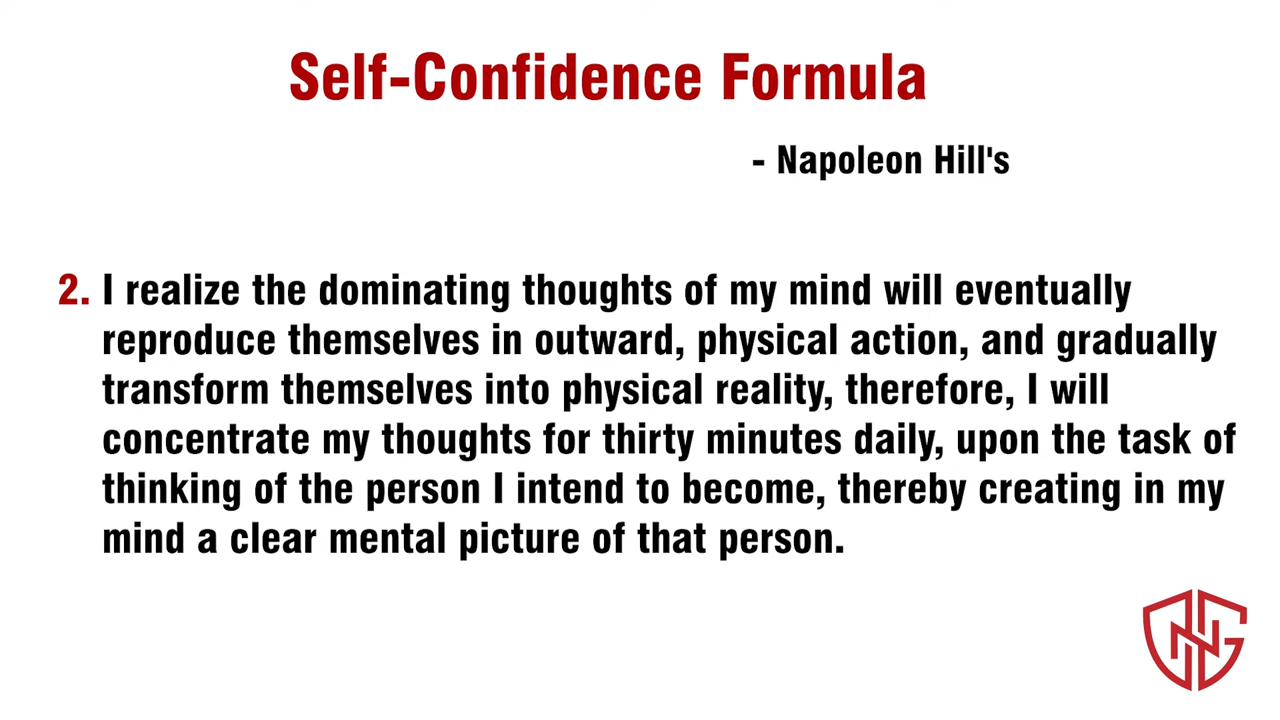 Self-Confidence Formula
- Napoleon Hill's
2. I realize the dominating thoughts of my mind will eventually
reproduce themselves in outward, physical action, and gradually
transform themselves into physical reality, therefore, I will
concentrate my thoughts for thirty minutes daily, upon the task of
thinking of the person I intend to become, thereby creating in my
mind a clear mental picture of that person.